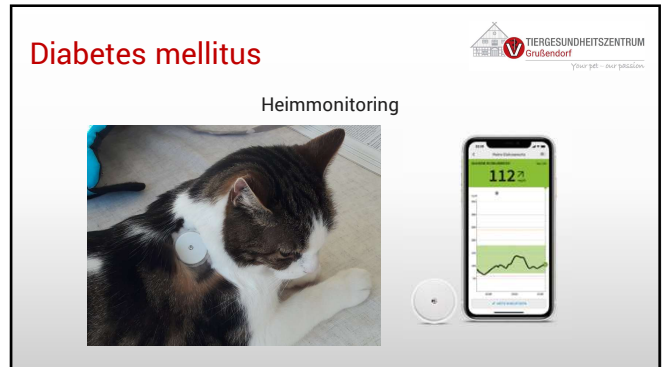 Diabetes mellitus
TIERGESUNDHEITSZENTRUM
Grußendorf
Your pet - our passion
Heimmonitoring
112